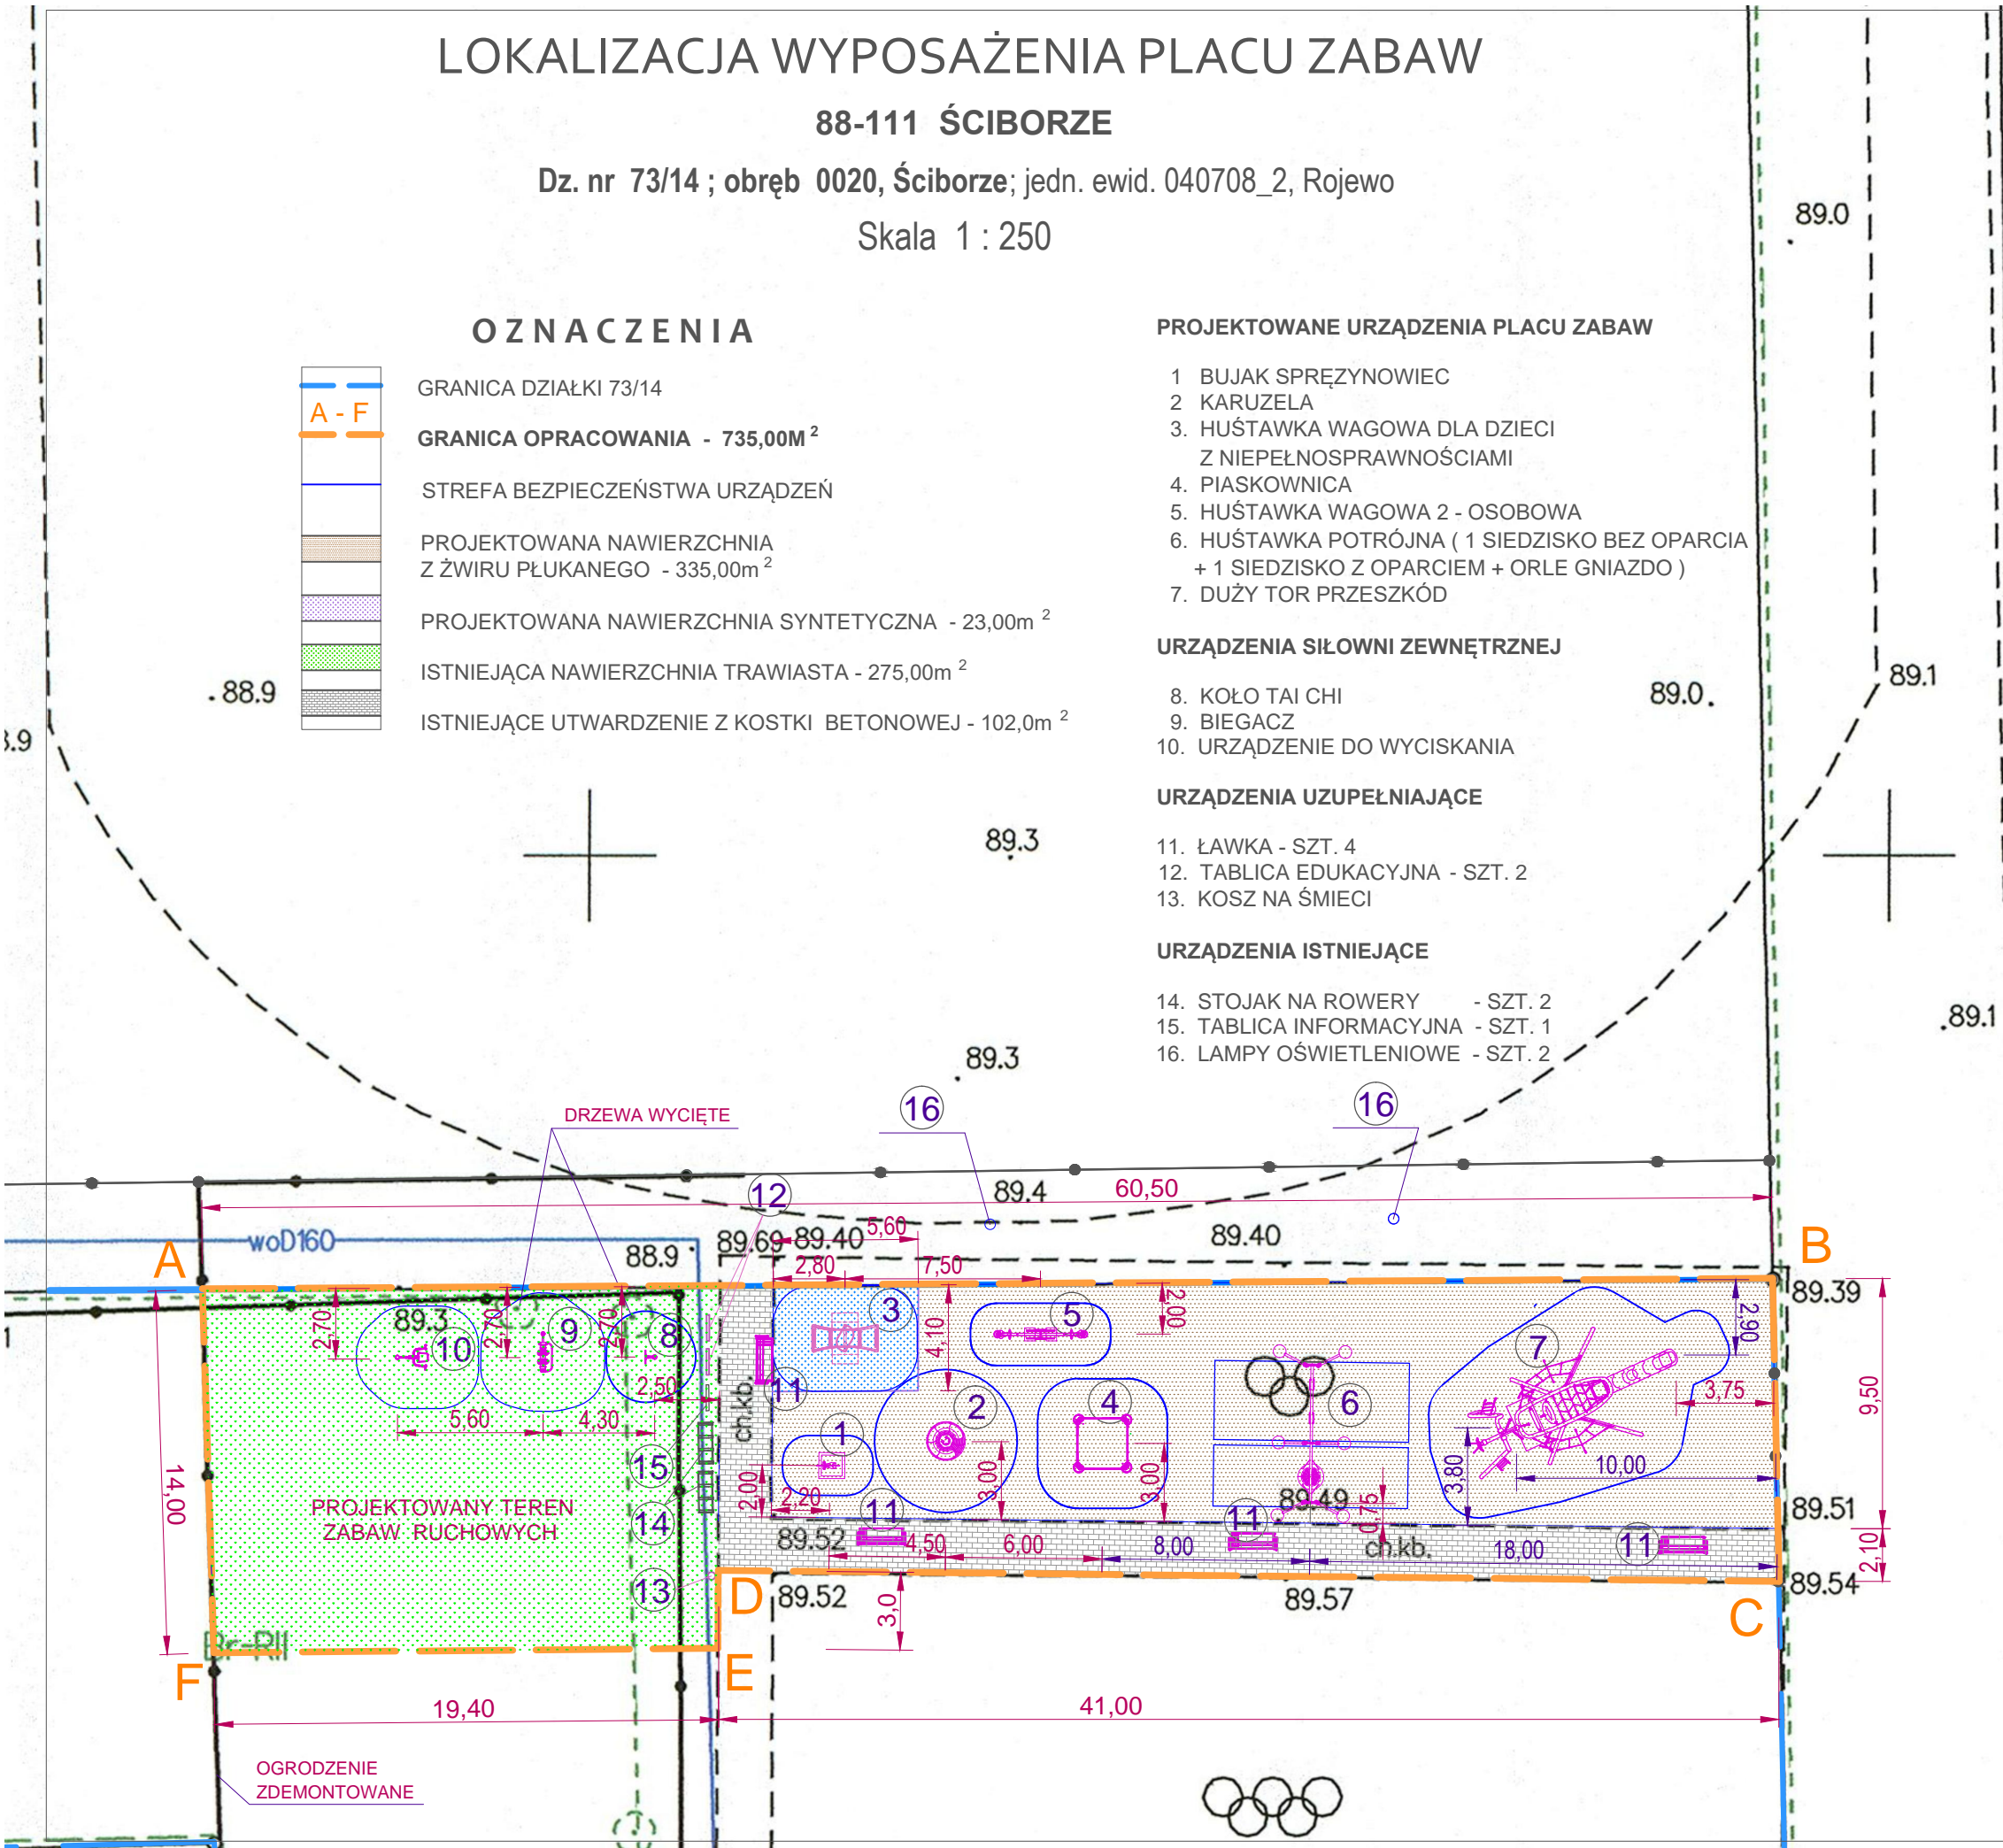 LOKALIZACJA WYPOSAŻENIA PLACU ZABAW
88-111 ŚCIBORZE
Dz. nr 73/14 ; obręb 0020, Ściborze; jedn. ewid. 040708_2, Rojewo
Skala 1 : 250
OZNACZENIA
GRANICA DZIAŁKI 73/14
A - F
GRANICA OPRACOWANIA - 735,00M 2
STREFA BEZPIECZEŃSTWA URZĄDZEŃ
PROJEKTOWANA NAWIERZCHNIA
Z ŻWIRU PŁUKANEGO - 335,00m 2
PROJEKTOWANA NAWIERZCHNIA SYNTETYCZNA - 23,00m 2
ISTNIEJĄCA NAWIERZCHNIA TRAWIASTA - 275,00m 2
ISTNIEJĄCE UTWARDZENIE Z KOSTKI BETONOWEJ - 102,0m 2
PROJEKTOWANE URZĄDZENIA PLACU ZABAW
1 BUJAK SPRĘZYNOWIEC
2 KARUZELA
3. HUŚTAWKA WAGOWA DLA DZIECI
Z NIEPEŁNOSPRAWNOŚCIAMI
4. PIASKOWNICA
5. HUŚTAWKA WAGOWA 2 - OSOBOWA
6. HUŚTAWKA POTRÓJNA ( 1 SIEDZISKO BEZ OPARCIA
+ 1 SIEDZISKO Z OPARCIEM + ORLE GNIAZDO )
7. DUŻY TOR PRZESZKÓD
URZĄDZENIA SIŁOWNI ZEWNĘTRZNEJ
8. KOŁO TAI CHI
9. BIEGACZ
10. URZĄDZENIE DO WYCISKANIA
URZĄDZENIA UZUPEŁNIAJĄCE
11. ŁAWKA - SZT. 4
12. TABLICA EDUKACYJNA - SZT. 2
13. KOSZ NA ŚMIECI
URZĄDZENIA ISTNIEJĄCE
14. STOJAK NA ROWERY - SZT. 2
15. TABLICA INFORMACYJNA - SZT. 1
16. LAMPY OŚWIETLENIOWE - SZT. 2
89.0
88.9
89.0
89.1
89.3
89.1
89.3
DRZEWA WYCIĘTE
16
16
12
89.4
60,50
woD160
88.9
89.69
89.40
5,60
89.40
A
B
2,80
7,50
89.39
2,70
89.3
10
2,70
9
2,70
8
3
4,10
5
2,00
7
2,90
2,50
11
ch.kb.
2
4
6
3,75
9,50
5,60
4,30
1
15
2,00
2,20
3,00
3,00
3,80
10,00
14,00
PROJEKTOWANY TEREN
ZABAW RUCHOWYCH
14
11
89.49
0,75
11
89.51
89.52
4,50
6,00
8,00
ch.kb.
18,00
11
2,10
13
D
89.52
3,0
89.57
89.54
C
Br-RII
F
E
19,40
41,00
OGRODZENIE
ZDEMONTOWANE